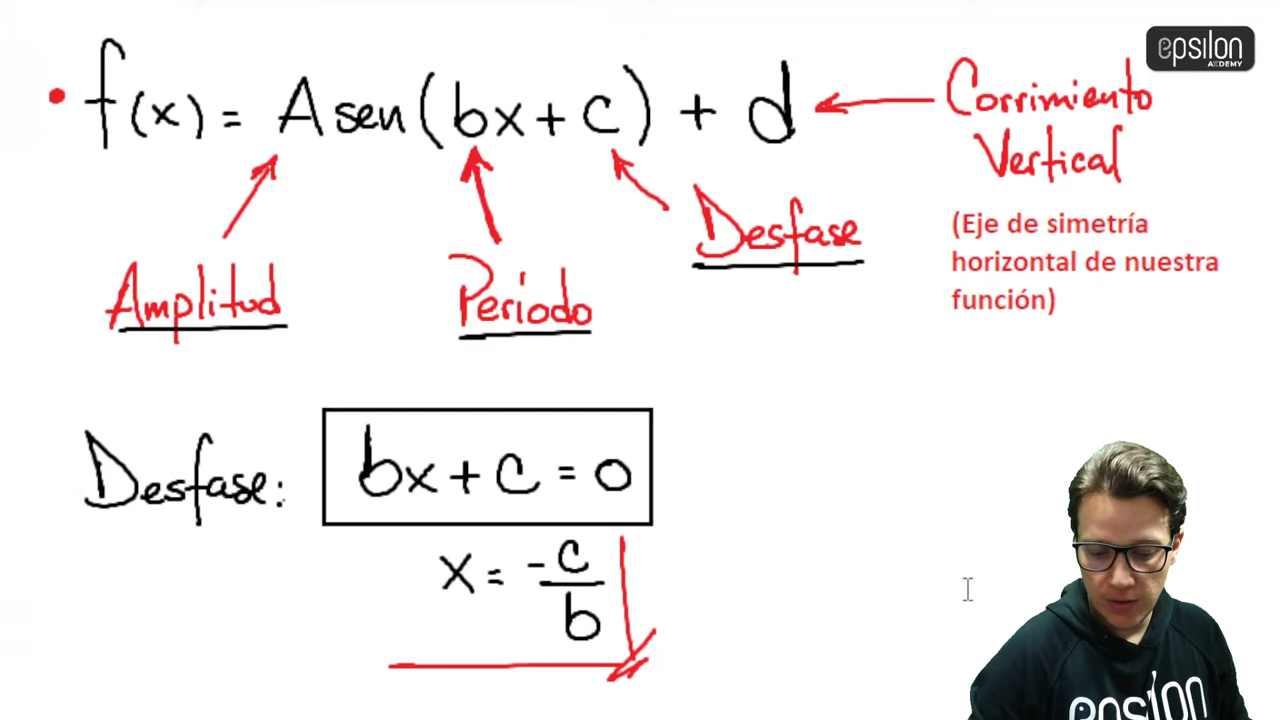 epsilon
ACADEMY
• f(x) = A sen(bx + c) + d
Corrimiento
Vertical
(Eje de simetría
horizontal de nuestra
función)
Desfase
Amplitud
Período
Desfase: bx + c = 0
x = -c/b
epsilon